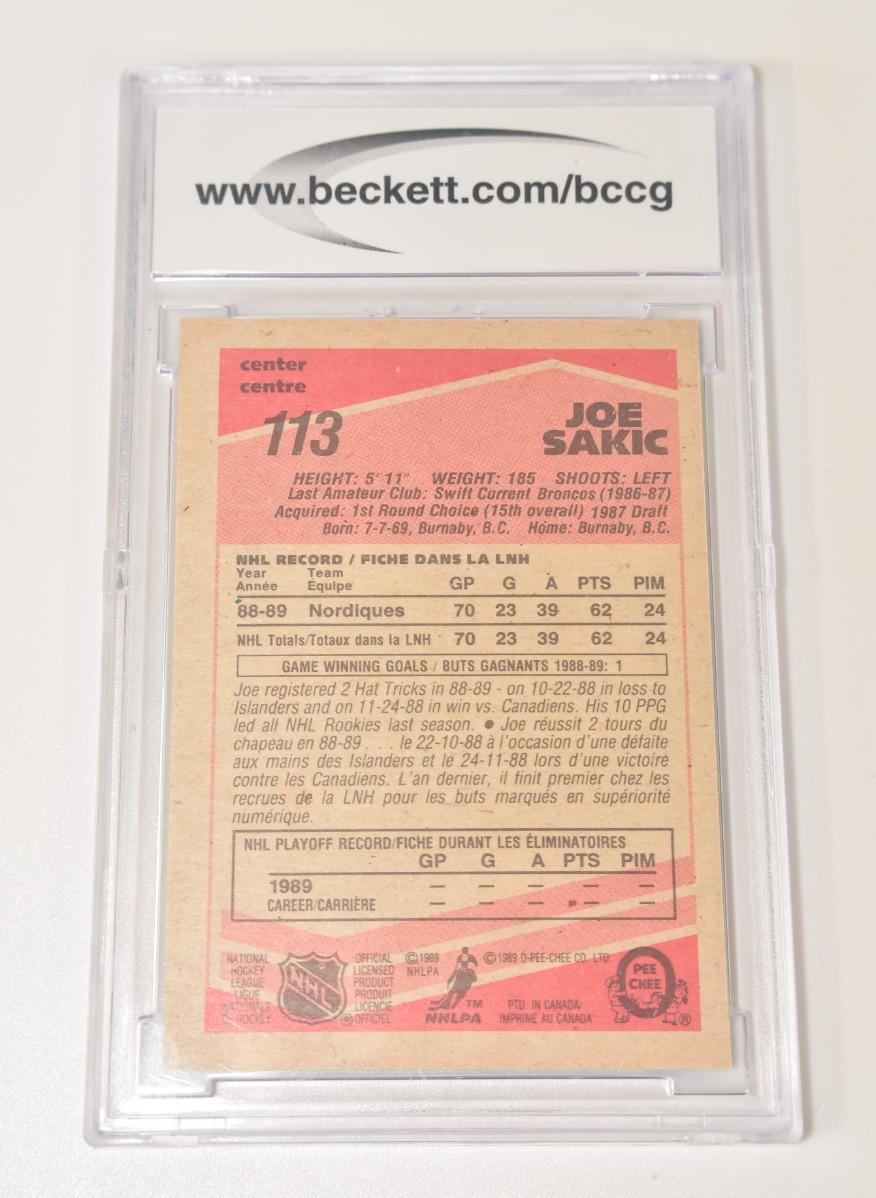 www.beckett.com/bccg
center
centre
113
JOE
SAKIC
HEIGHT: 5' 11" WEIGHT: 185 SHOOTS: LEFT
Last Amateur Club: Swift Current Broncos (1986-87)
Acquired: 1st Round Choice (15th overall) 1987 Draft
Born: 7-7-69, Burnaby, B.C. Home: Burnaby, B.C.
NHL RECORD / FICHE DANS LA LNH
Year Team
Année Équipe GP G A PTS PIM
88-89 Nordiques 70 23 39 62 24
NHL Totals/Totaux dans la LNH 70 23 39 62 24
GAME WINNING GOALS / BUTS GAGNANTS 1988-89: 1
Joe registered 2 Hat Tricks in 88-89 - on 10-22-88 in loss to
Islanders and on 11-24-88 in win vs. Canadiens. His 10 PPG
led all NHL Rookies last season. ● Joe réussit 2 tours du
chapeau en 88-89 . . . le 22-10-88 à l'occasion d'une défaite
aux mains des Islanders et le 24-11-88 lors d'une victoire
contre les Canadiens. L'an dernier, il finit premier chez les
recrues de la LNH pour les buts marqués en supériorité
numérique.
NHL PLAYOFF RECORD/FICHE DURANT LES ÉLIMINATOIRES
GP G A PTS PIM
1989 — — — — —
CAREER/CARRIÈRE — — — — —
NATIONAL
HOCKEY
LEAGUE
LIGUE
NATIONALE
DE HOCKEY
NHL
OFFICIAL
LICENSED
PRODUCT
PRODUIT
LICENCIÉ
® OFFICIEL
© 1989
NHLPA
TM
NHLPA
© 1989 O-PEE-CHEE CO. LTD.
PTD. IN CANADA
IMPRIMÉ AU CANADA
PEE
CHEE
®